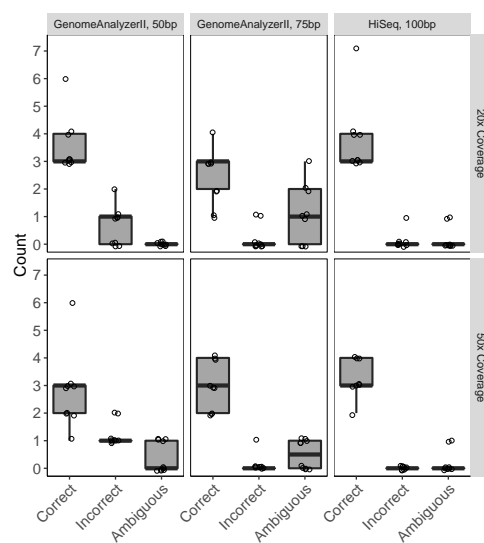 GenomeAnalyzerII, 50bp
GenomeAnalyzerII, 75bp
HiSeq, 100bp
7
6
5
4
3
2
1
0
20x Coverage
Count
7
6
5
4
3
2
1
0
50x Coverage
Correct
Incorrect
Ambiguous
Correct
Incorrect
Ambiguous
Correct
Incorrect
Ambiguous